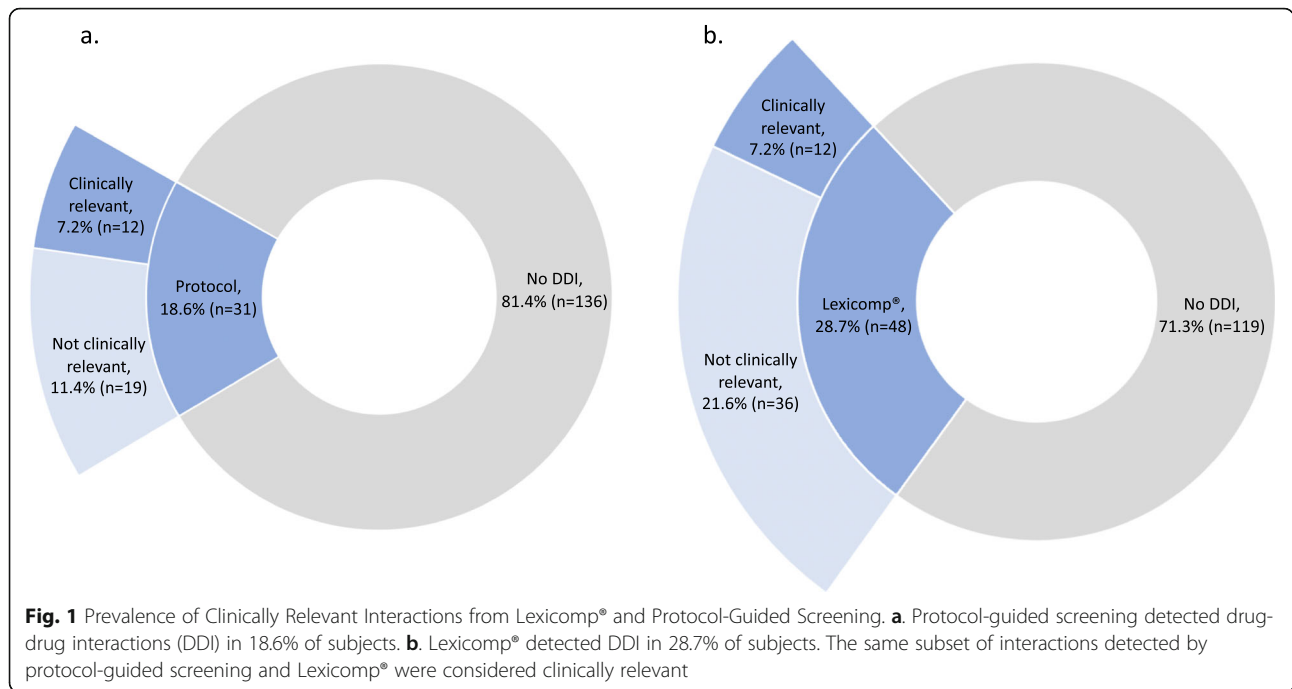 a.
Clinically
relevant,
7.2% (n=12)
Protocol,
18.6% (n=31)
Not clinically
relevant,
11.4% (n=19)
No DDI,
81.4% (n=136)
b.
Clinically
relevant,
7.2% (n=12)
Lexicomp®,
28.7% (n=48)
Not clinically
relevant,
21.6% (n=36)
No DDI,
71.3% (n=119)
Fig. 1 Prevalence of Clinically Relevant Interactions from Lexicomp® and Protocol-Guided Screening. a. Protocol-guided screening detected drug-
drug interactions (DDI) in 18.6% of subjects. b. Lexicomp® detected DDI in 28.7% of subjects. The same subset of interactions detected by
protocol-guided screening and Lexicomp® were considered clinically relevant